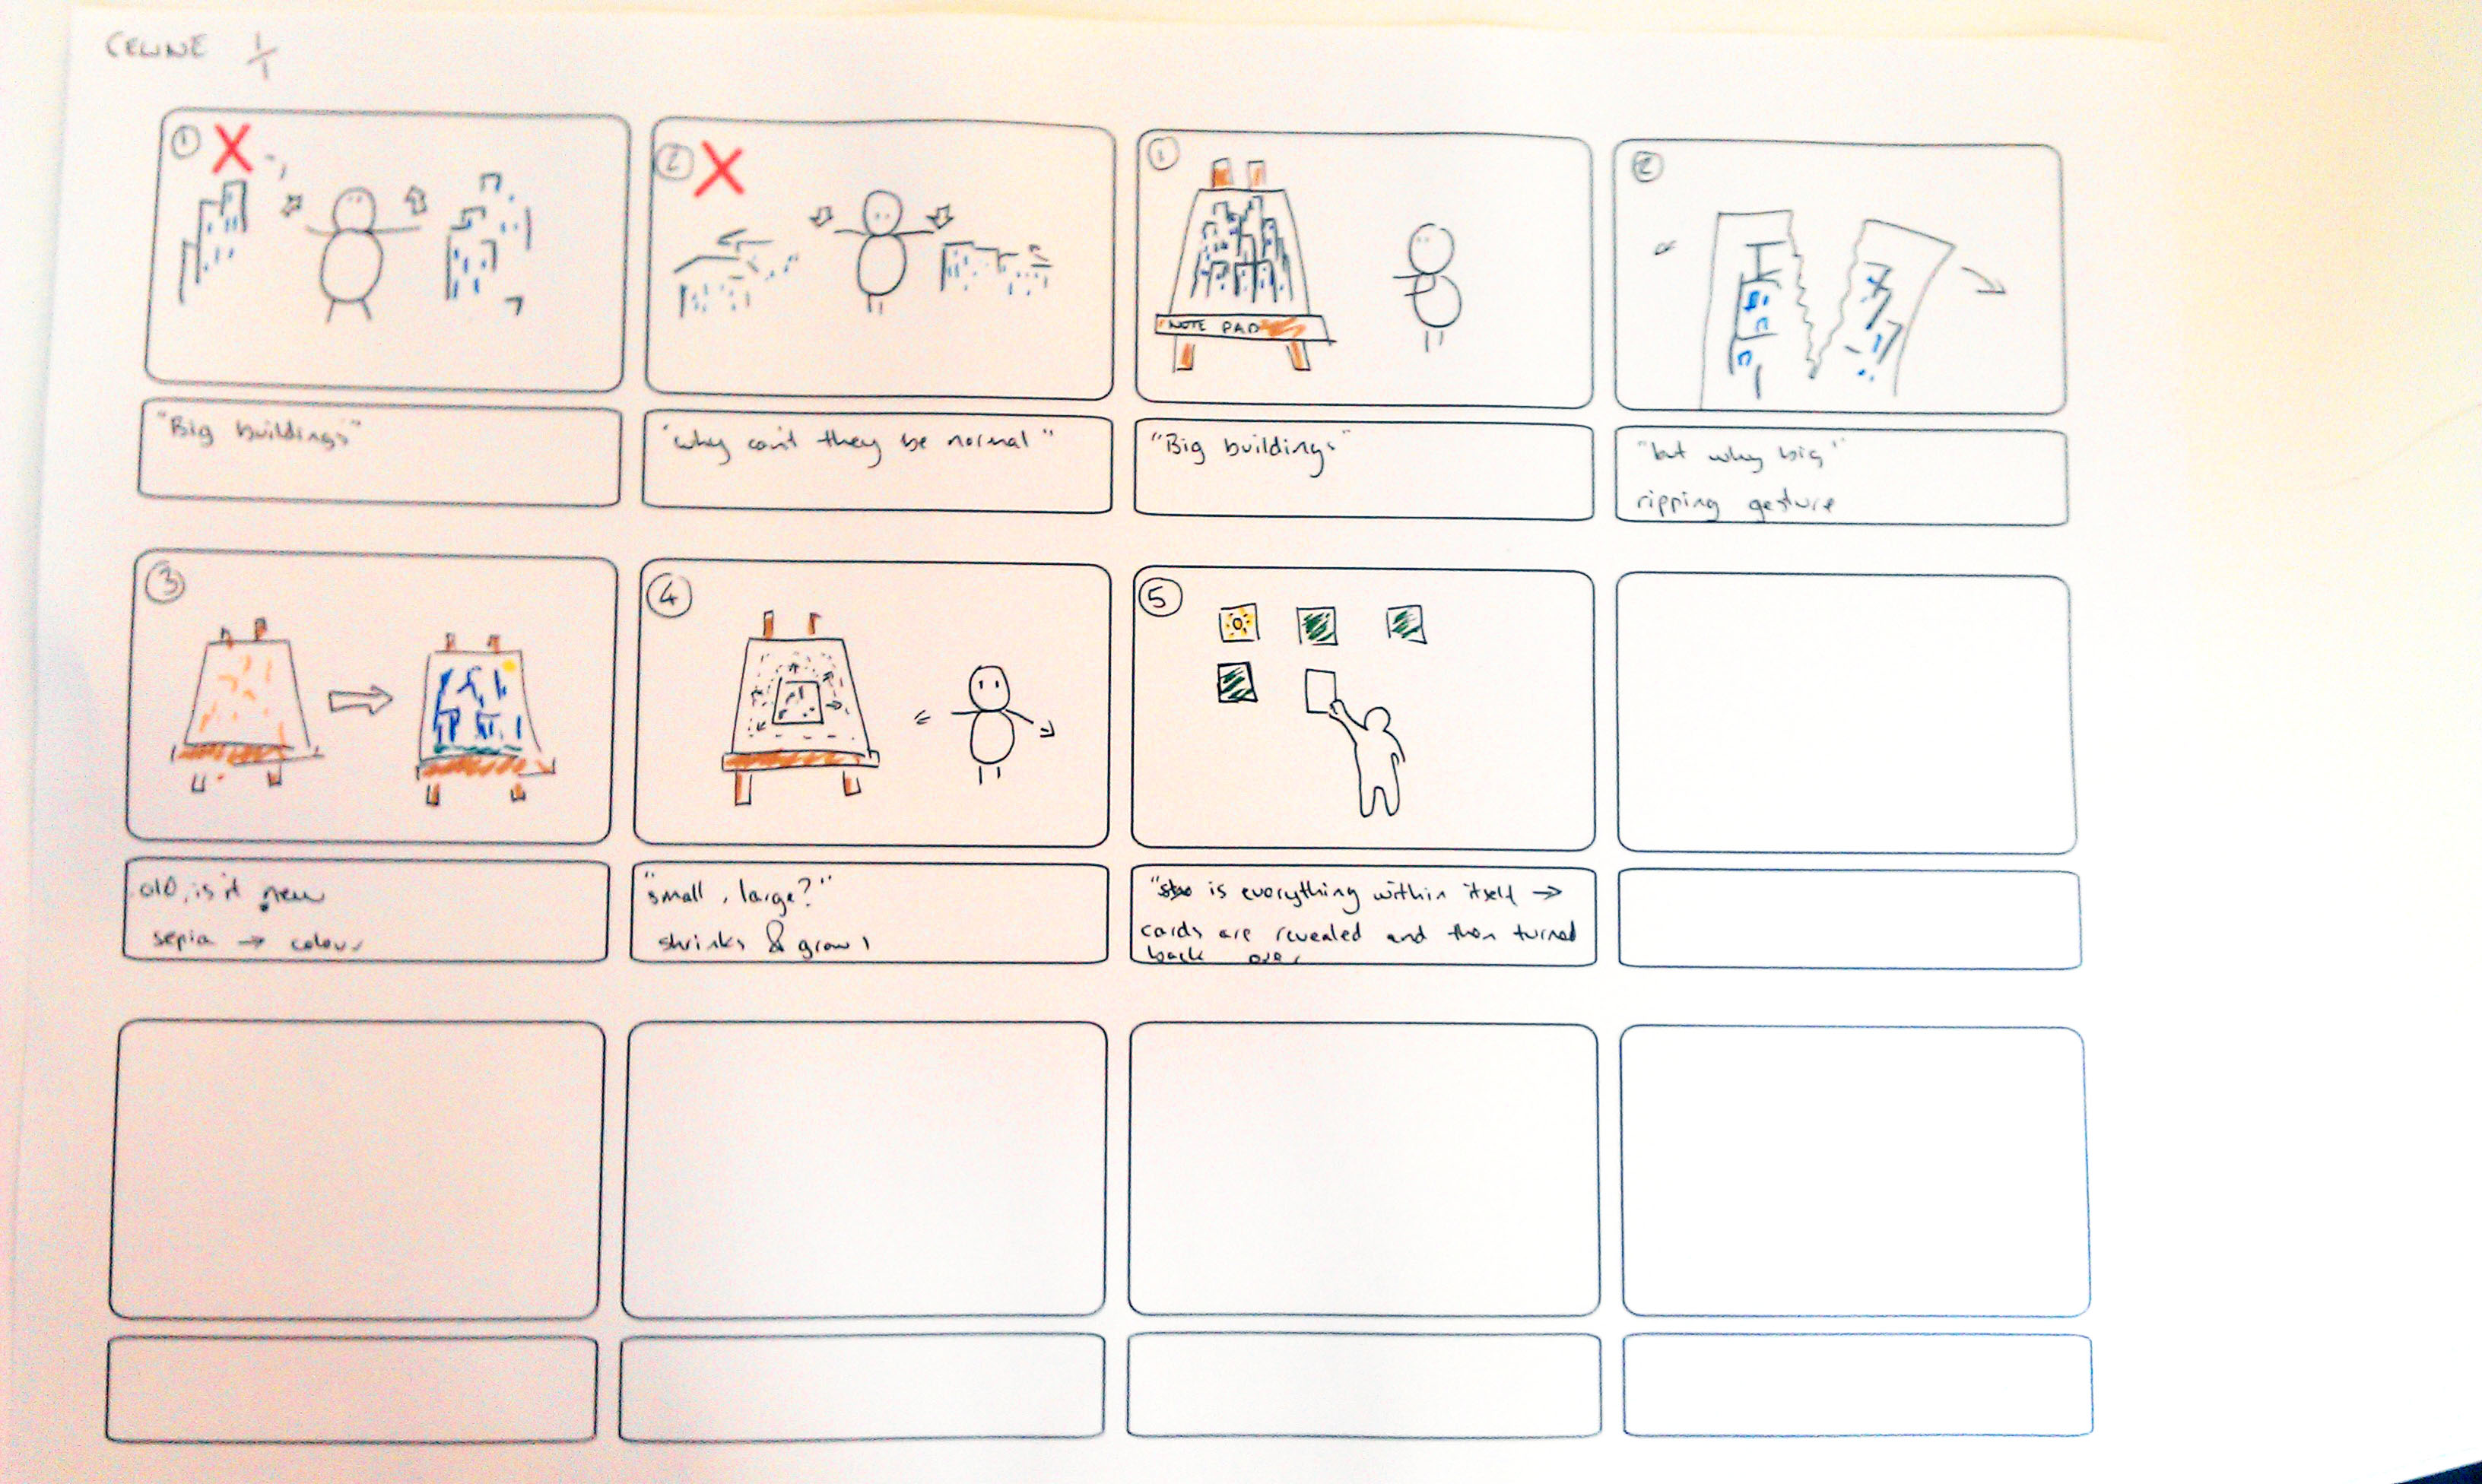 CELINE 1/1
① X
② X
①
②
NOTE PAD
"Big buildings"
"why can't they be normal"
"Big buildings"
"but why big"
ripping gesture
③
④
⑤
old, is it new
sepia → colour
"small, large?"
shrinks & grows
" is everything within itself →
cards are revealed and then turned
back over